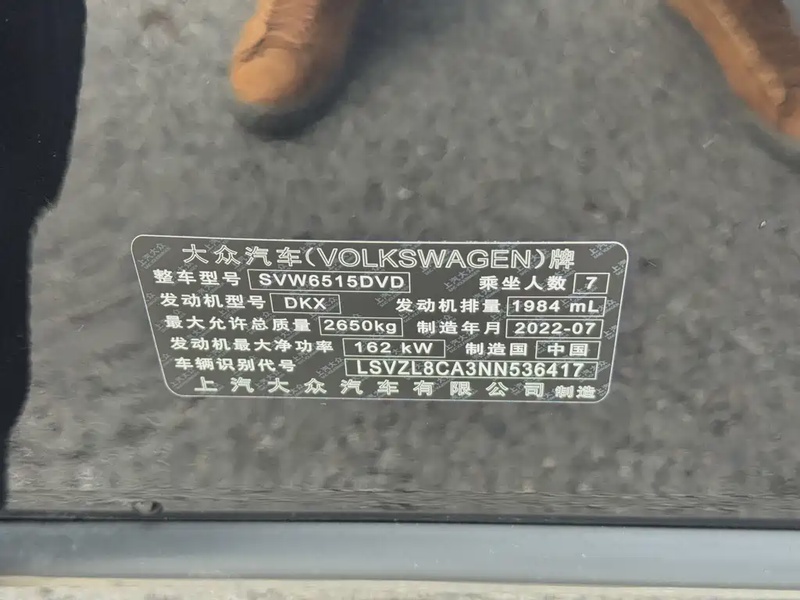 大众汽车(VOLKSWAGEN)牌
整车型号 SVW6515DVD 乘坐人数 7
发动机型号 DKX 发动机排量 1984 mL
最大允许总质量 2650kg 制造年月 2022-07
发动机最大净功率 162 kW 制造国 中国
车辆识别代号 LSVZL8CA3NN536417
上汽大众汽车有限公司 制造